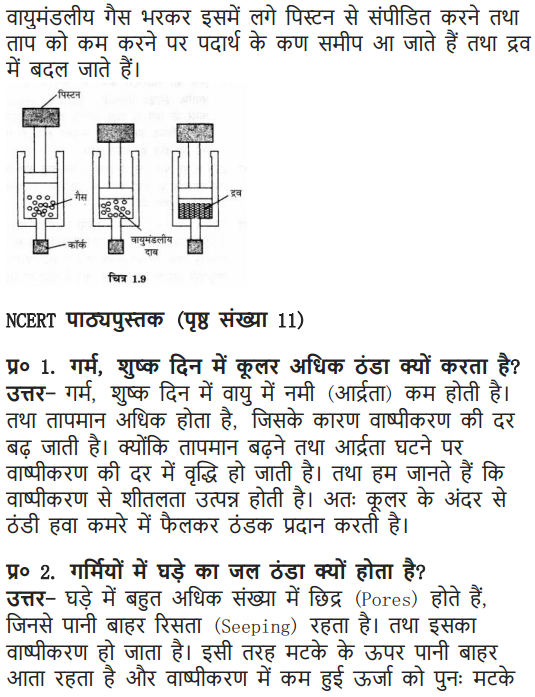 वायुमंडलीय गैस भरकर इसमें लगे पिस्टन से संपीडित करने तथा
ताप को कम करने पर पदार्थ के कण समीप आ जाते हैं तथा द्रव
में बदल जाते हैं।
पिस्टन
गैस
द्रव
कॉर्क
वायुमंडलीय
दाब
चित्र 1.9
NCERT पाठ्यपुस्तक (पृष्ठ संख्या 11)
प्र० 1. गर्म, शुष्क दिन में कूलर अधिक ठंडा क्यों करता है?
उत्तर– गर्म, शुष्क दिन में वायु में नमी (आर्द्रता) कम होती है।
तथा तापमान अधिक होता है, जिसके कारण वाष्पीकरण की दर
बढ़ जाती है। क्योंकि तापमान बढ़ने तथा आर्द्रता घटने पर
वाष्पीकरण की दर में वृद्धि हो जाती है। तथा हम जानते हैं कि
वाष्पीकरण से शीतलता उत्पन्न होती है। अतः कूलर के अंदर से
ठंडी हवा कमरे में फैलकर ठंडक प्रदान करती है।
प्र० 2. गर्मियों में घड़े का जल ठंडा क्यों होता है?
उत्तर– घड़े में बहुत अधिक संख्या में छिद्र (Pores) होते हैं,
जिनसे पानी बाहर रिसता (Seeping) रहता है। तथा इसका
वाष्पीकरण हो जाता है। इसी तरह मटके के ऊपर पानी बाहर
आता रहता है और वाष्पीकरण में कम हुई ऊर्जा को पुनः मटके